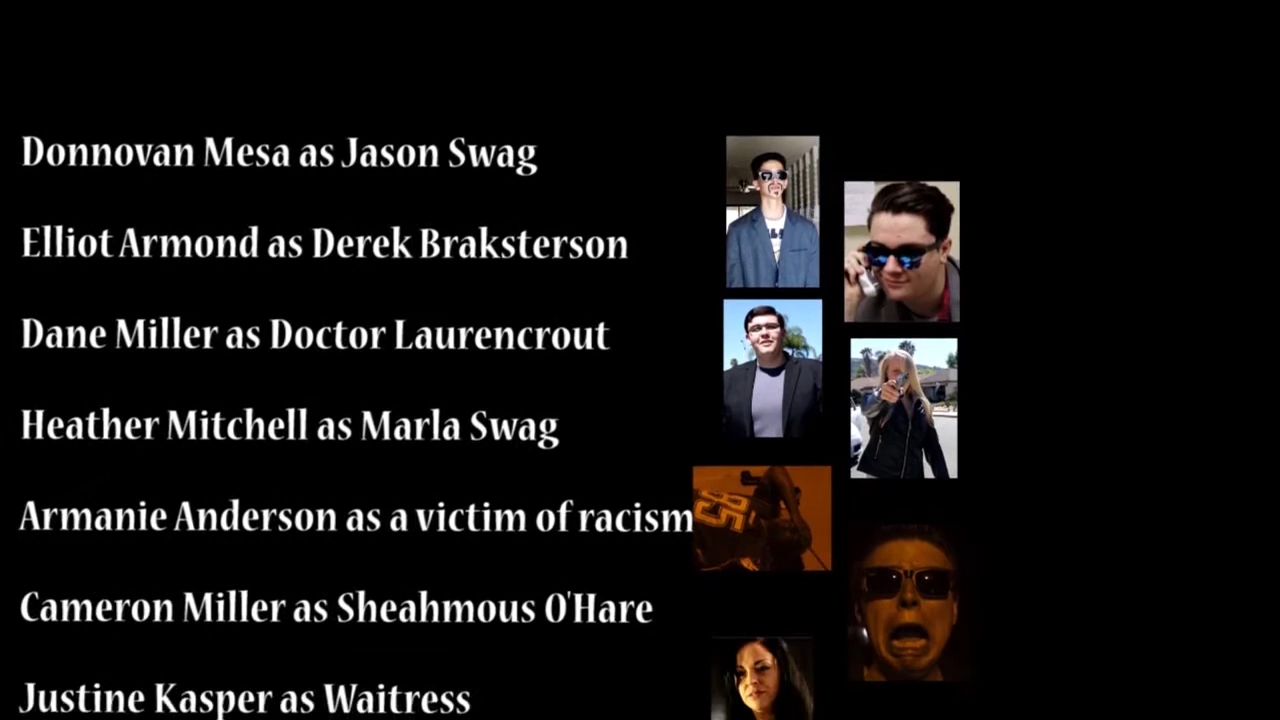 Donnovan Mesa as Jason Swag
Elliot Armond as Derek Braksterson
Dane Miller as Doctor Laurencrout
Heather Mitchell as Marla Swag
Armanie Anderson as a victim of racism
85
Cameron Miller as Sheahmous O'Hare
Justine Kasper as Waitress